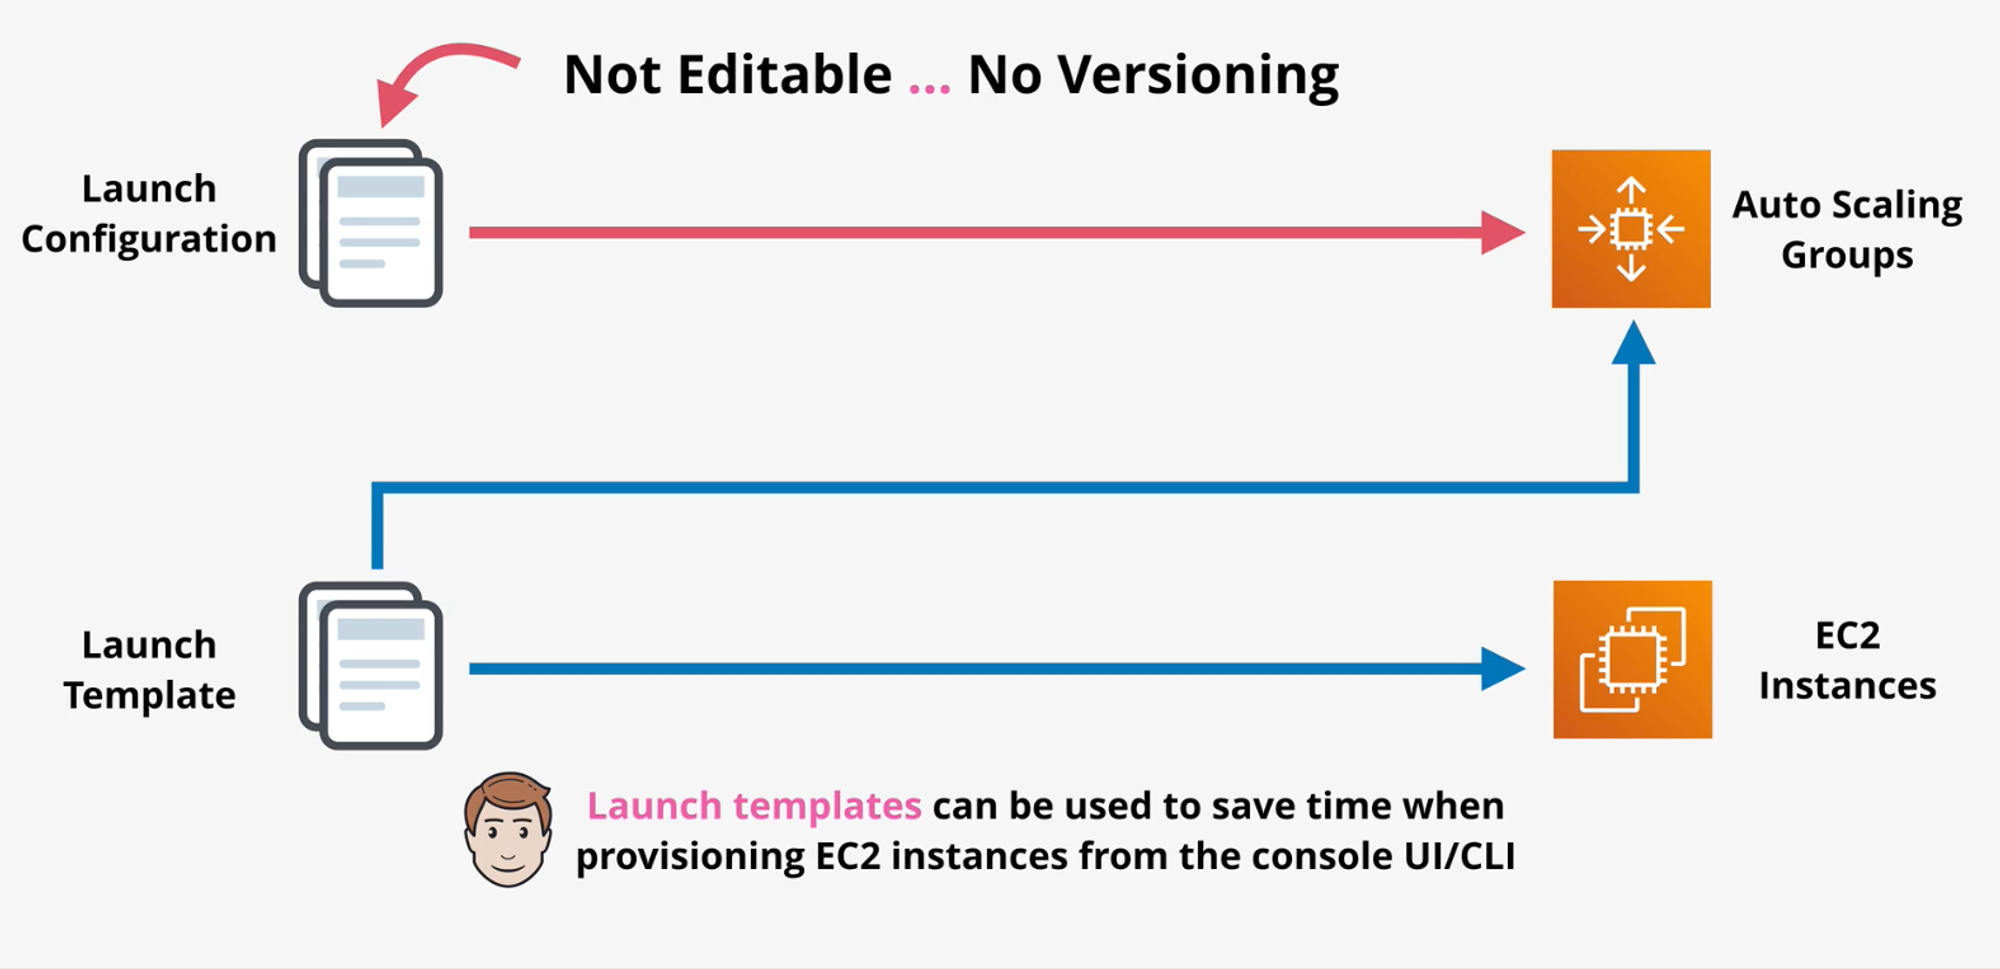 Not Editable ... No Versioning
Launch
Configuration
Auto Scaling
Groups
Launch
Template
EC2
Instances
Launch templates can be used to save time when
provisioning EC2 instances from the console UI/CLI